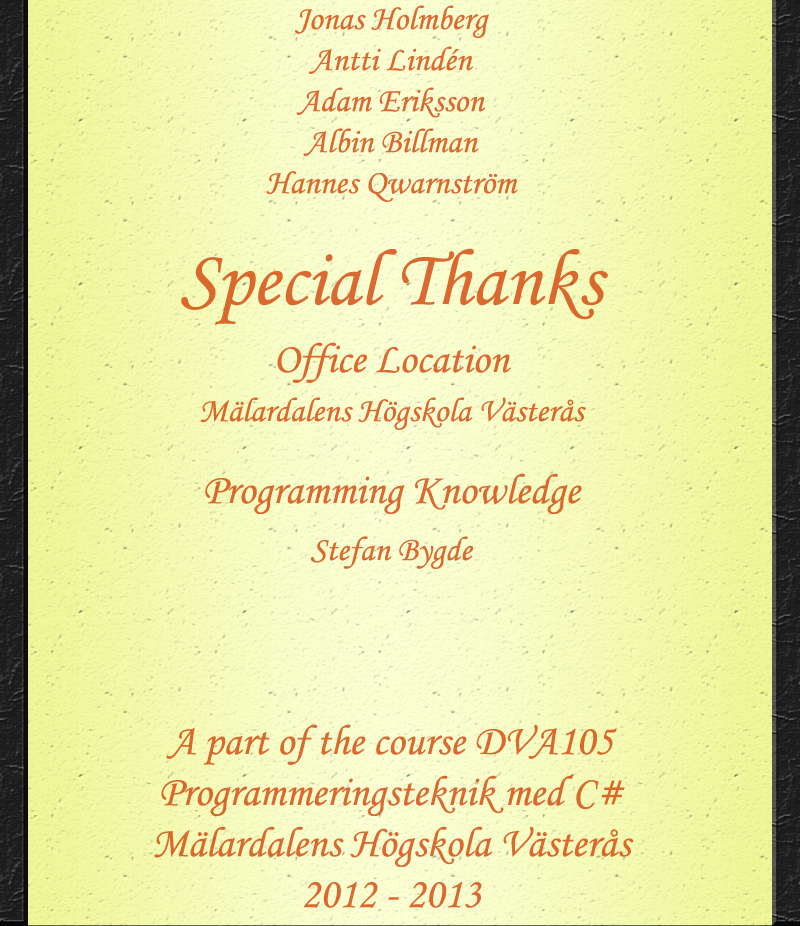 Jonas Holmberg
Antti Lindén
Adam Eriksson
Albin Billman
Hannes Qwarnström
Special Thanks
Office Location
Mälardalens Högskola Västerås
Programming Knowledge
Stefan Bygde
A part of the course DVA105
Programmeringsteknik med C#
Mälardalens Högskola Västerås
2012 - 2013